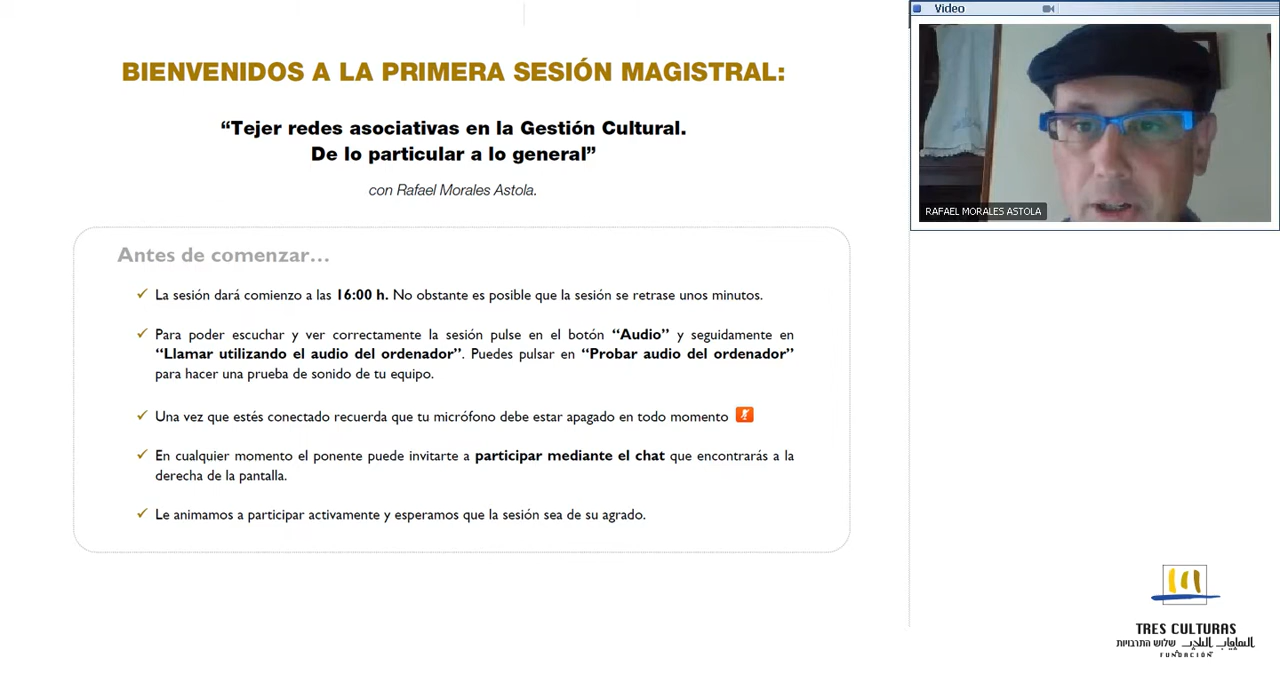 BIENVENIDOS A LA PRIMERA SESIÓN MAGISTRAL:
“Tejer redes asociativas en la Gestión Cultural.
De lo particular a lo general”
con Rafael Morales Astola.
Antes de comenzar...
La sesión dará comienzo a las 16:00 h. No obstante es posible que la sesión se retrase unos minutos.
Para poder escuchar y ver correctamente la sesión pulse en el botón “Audio” y seguidamente en
“Llamar utilizando el audio del ordenador”. Puedes pulsar en “Probar audio del ordenador”
para hacer una prueba de sonido de tu equipo.
Una vez que estés conectado recuerda que tu micrófono debe estar apagado en todo momento
En cualquier momento el ponente puede invitarte a participar mediante el chat que encontrarás a la
derecha de la pantalla.
Le animamos a participar activamente y esperamos que la sesión sea de su agrado.
Video
RAFAEL MORALES ASTOLA
TRES CULTURAS
שלוש התרבויות
FUNDACIÓN